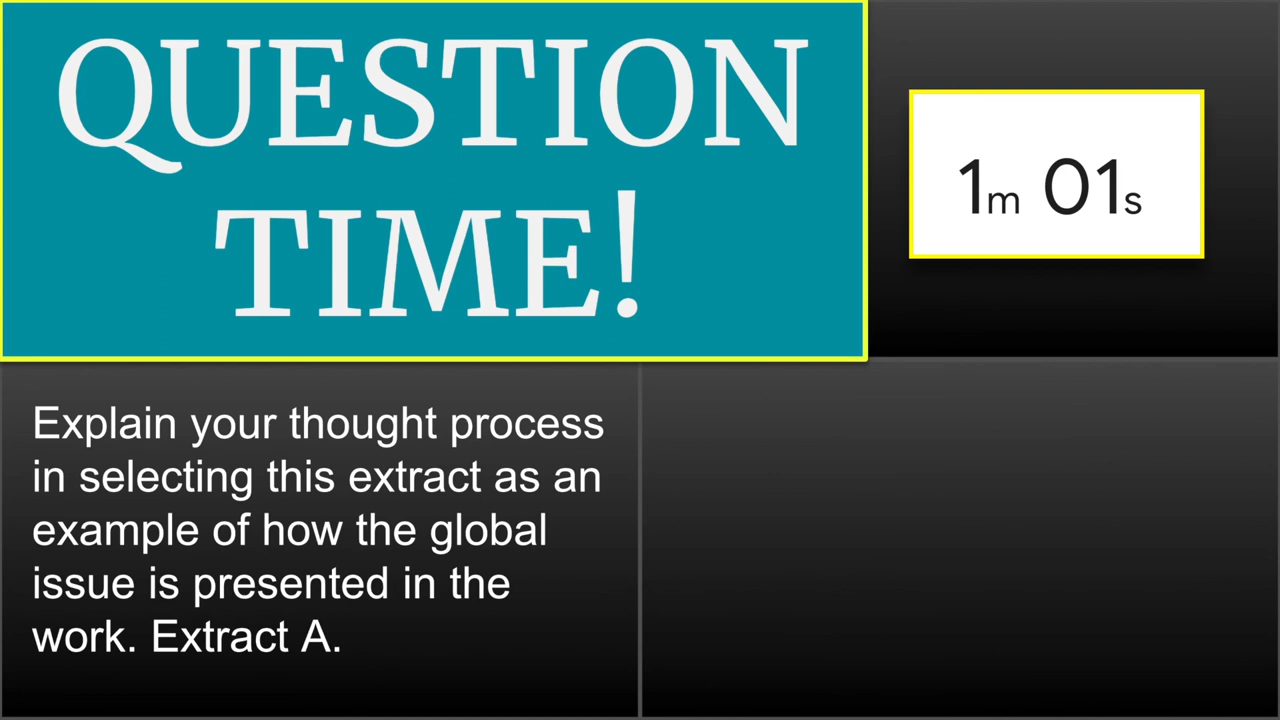 QUESTION
TIME!
1m 01s
Explain your thought process
in selecting this extract as an
example of how the global
issue is presented in the
work. Extract A.